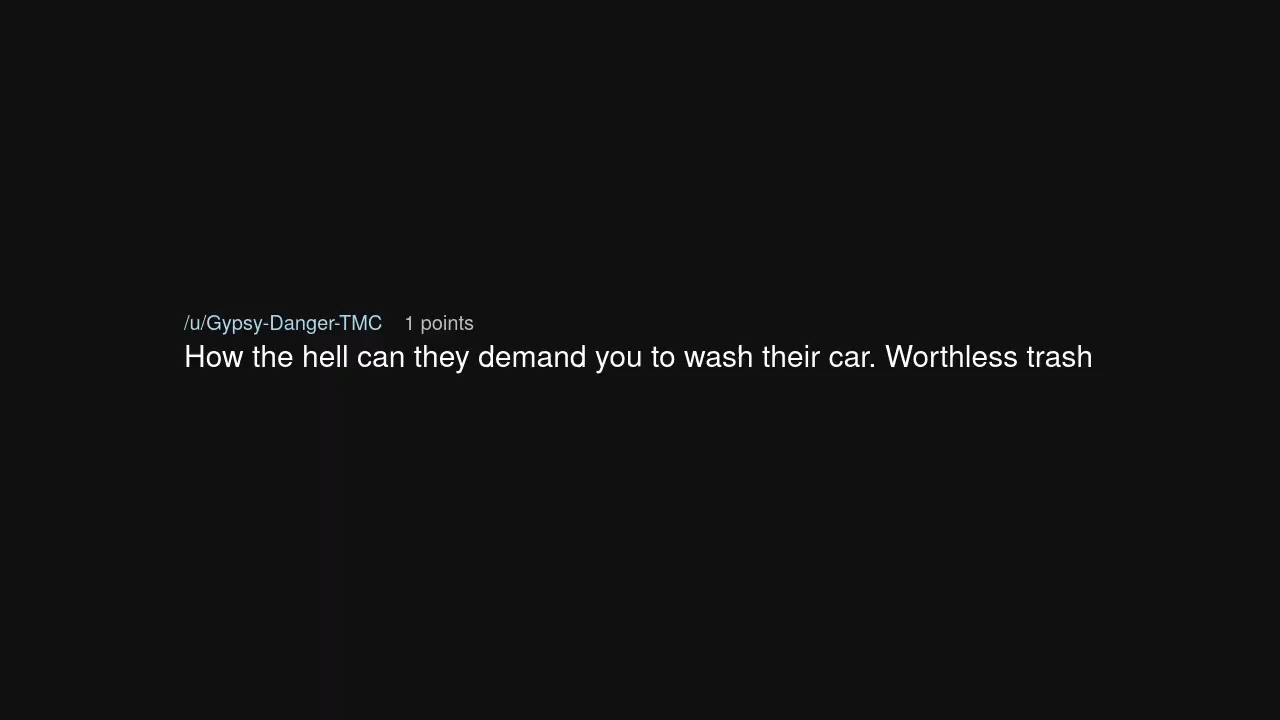 /u/Gypsy-Danger-TMC 1 points
How the hell can they demand you to wash their car. Worthless trash